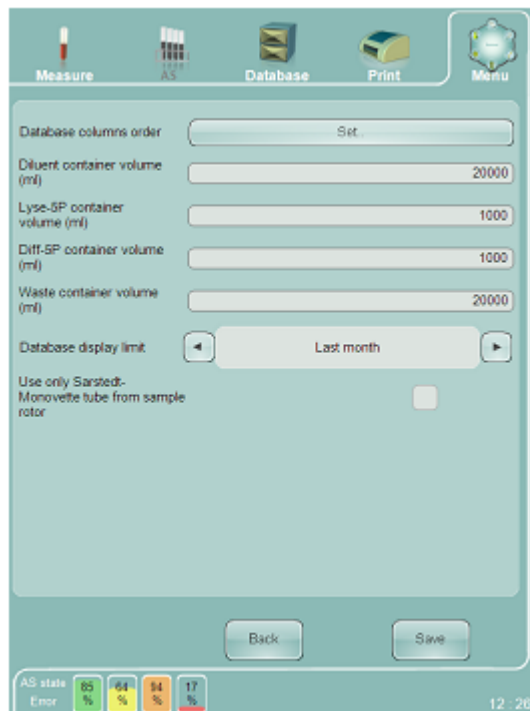 Measure
AS
Database
Print
Menu
Database columns order
Set..
Diluent container volume
(ml)
20000
Lyse-5P container
volume (ml)
1000
Diff-5P container volume
(ml)
1000
Waste container volume
(ml)
20000
Database display limit
Last month
Use only Sarstedt-
Monovette tube from sample
rotor
Back
Save
AS state
Error
85
%
64
%
94
%
17
%
12 : 26